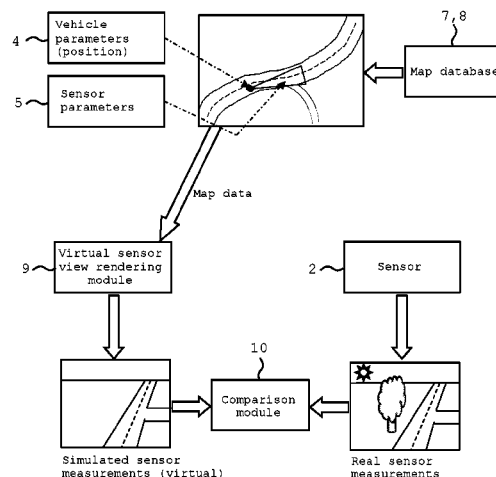 4
Vehicle
parameters
(position)
7,8
Map database
5
Sensor
parameters
Map data
9
Virtual sensor
view rendering
module
2
Sensor
10
Comparison
module
Simulated sensor
measurements (virtual)
Real sensor
measurements